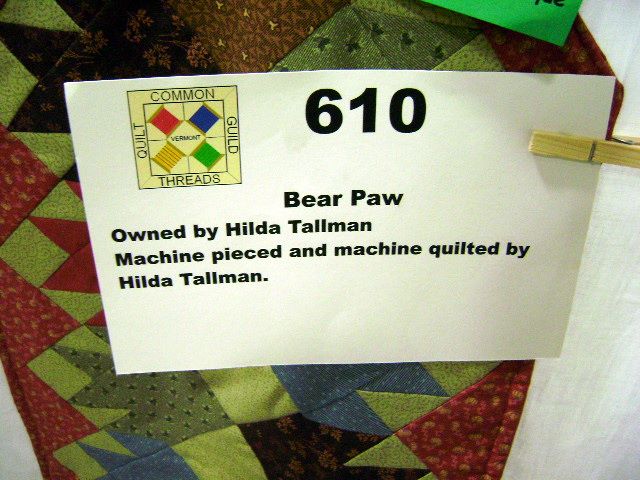 COMMON
QUILT
GUILD
VERMONT
THREADS
610
Bear Paw
Owned by Hilda Tallman
Machine pieced and machine quilted by
Hilda Tallman.